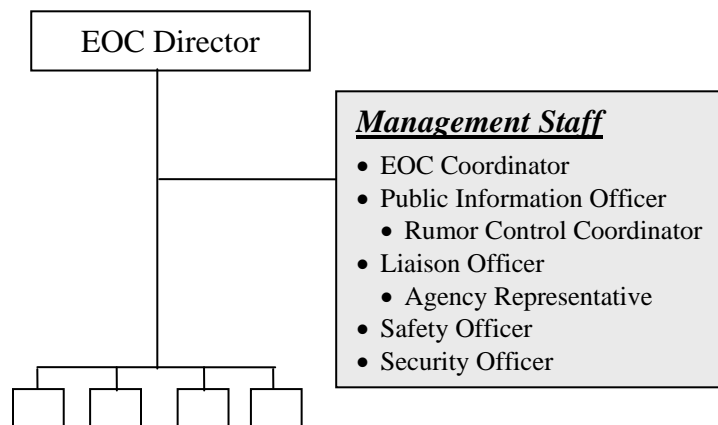 EOC Director
Management Staff
• EOC Coordinator
• Public Information Officer
• Rumor Control Coordinator
• Liaison Officer
• Agency Representative
• Safety Officer
• Security Officer